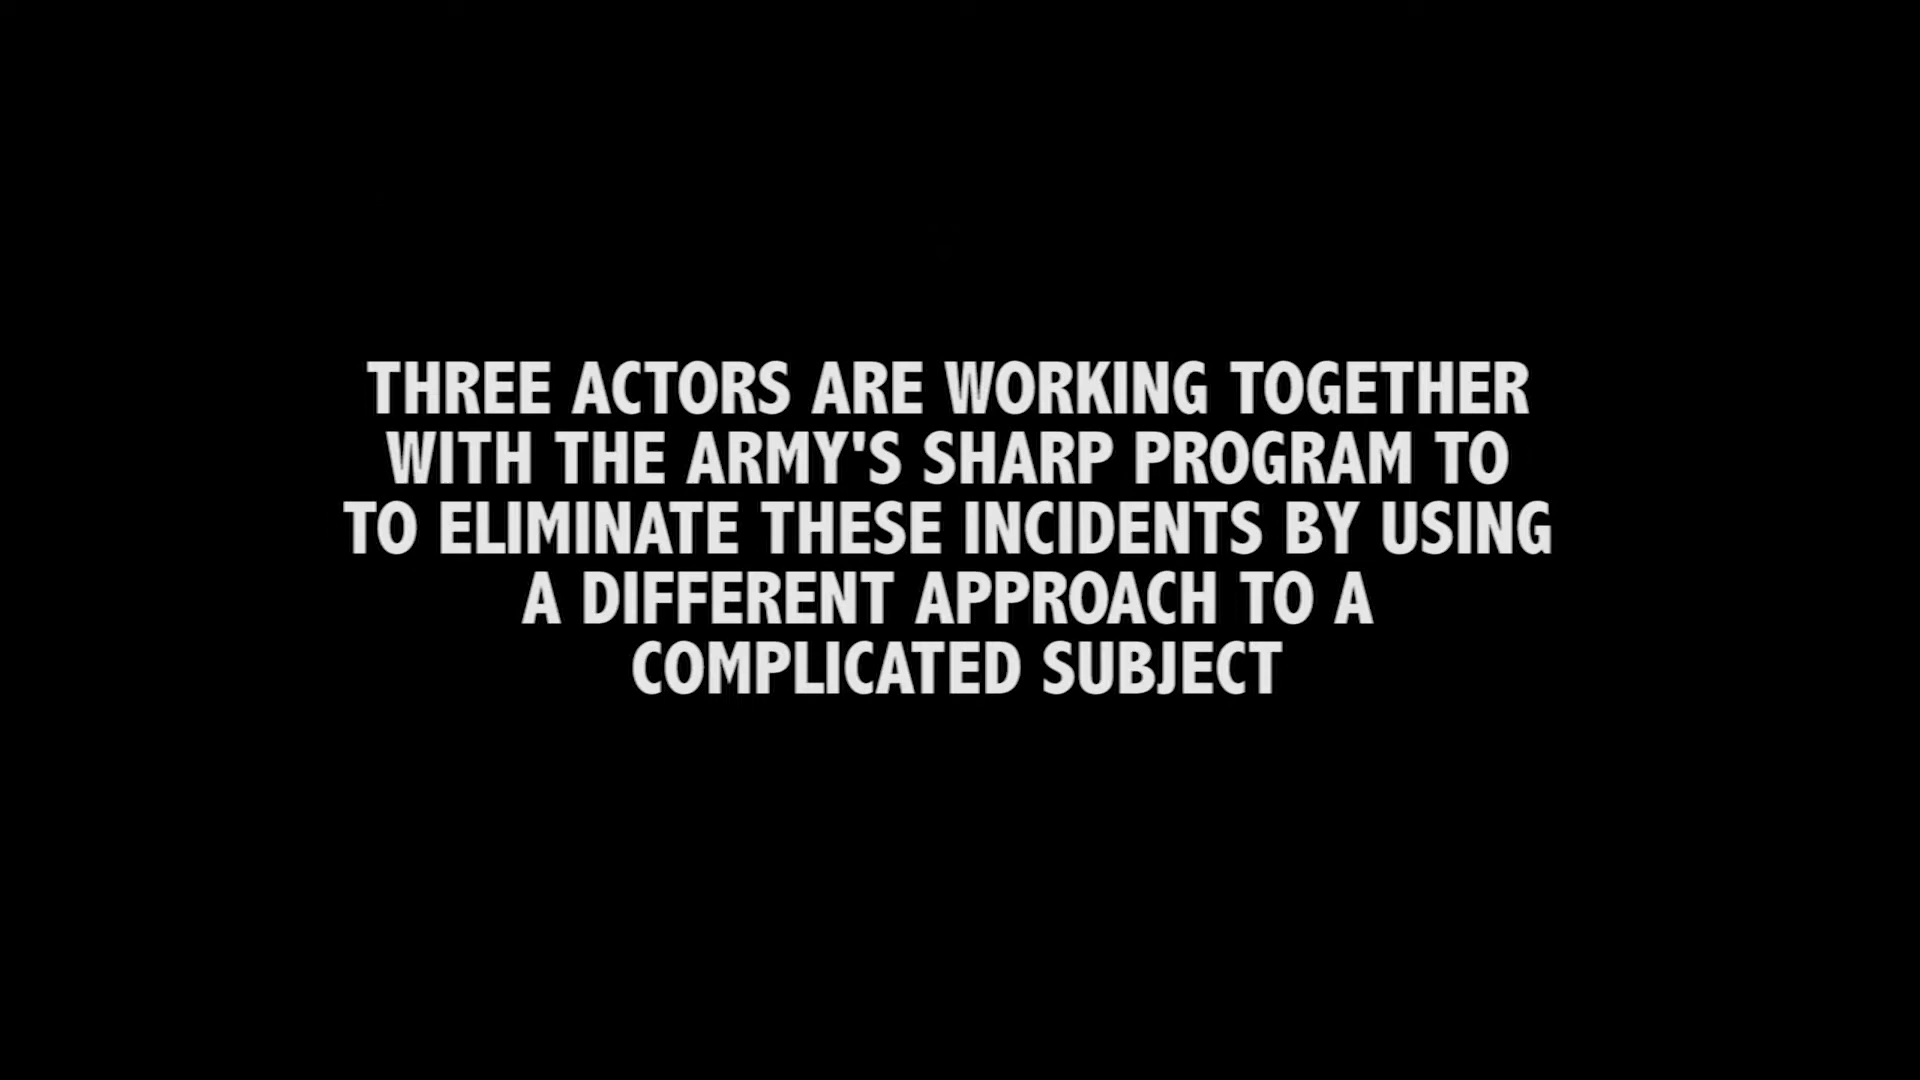 THREE ACTORS ARE WORKING TOGETHER
WITH THE ARMY'S SHARP PROGRAM TO
TO ELIMINATE THESE INCIDENTS BY USING
A DIFFERENT APPROACH TO A
COMPLICATED SUBJECT